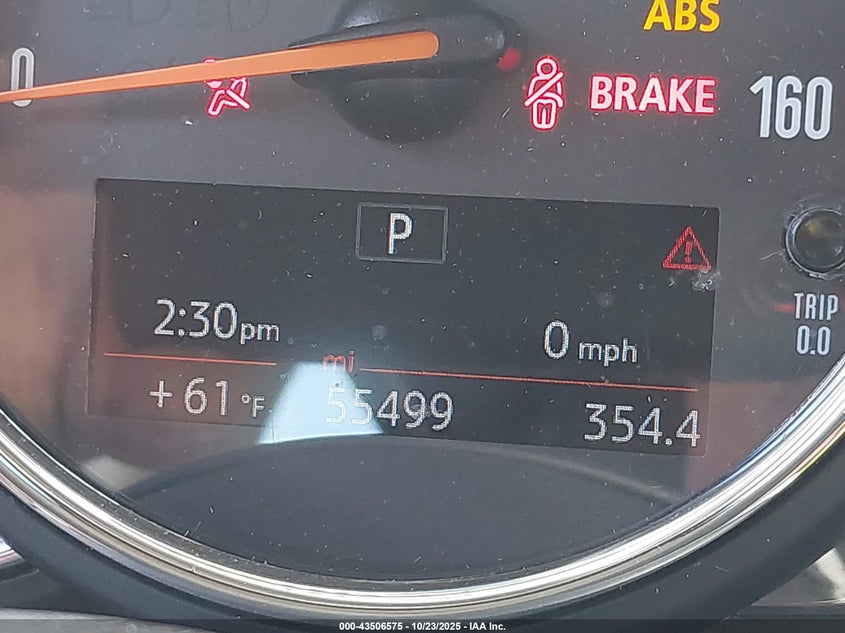 ABS
0
BRAKE
160
P
TRIP
0.0
2:30pm
0 mph
mi
+61°F
55499
354.4
000-43506575 - 10/23/2025 - IAA Inc.